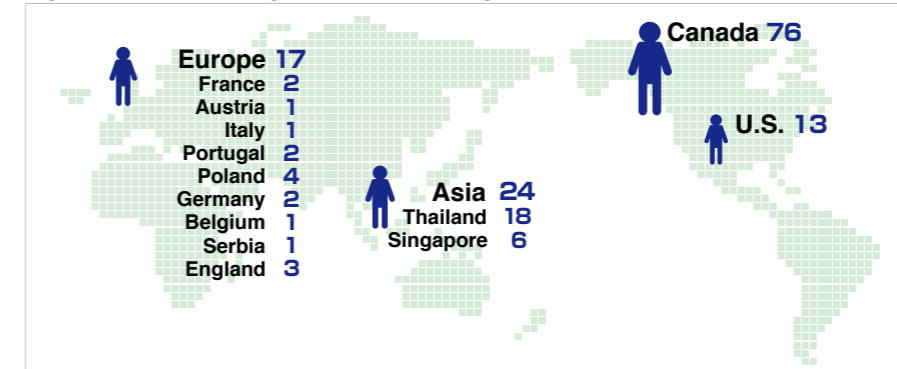 Europe 17
France 2
Austria 1
Italy 1
Portugal 2
Poland 4
Germany 2
Belgium 1
Serbia 1
England 3
Asia 24
Thailand 18
Singapore 6
Canada 76
U.S. 13